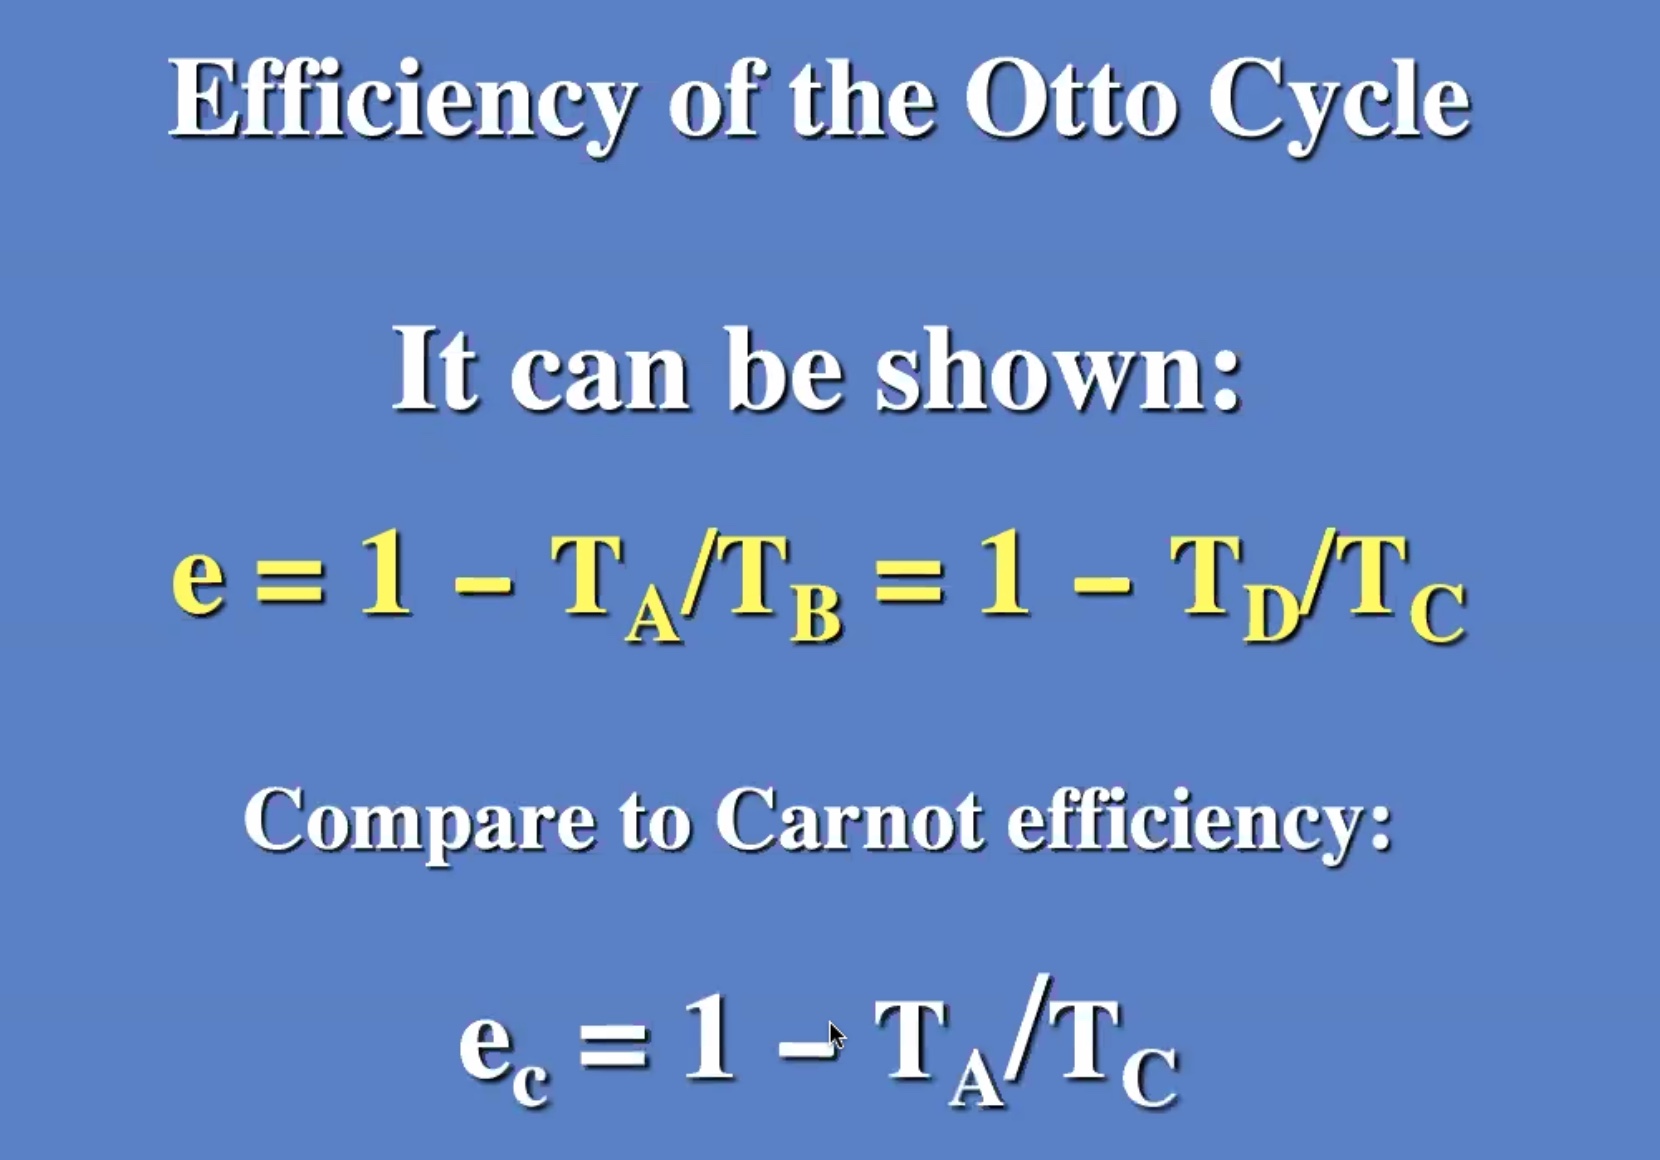 Efficiency of the Otto Cycle
It can be shown:
e = 1 – T_A/T_B = 1 – T_D/T_C
Compare to Carnot efficiency:
e_c = 1 – T_A/T_C